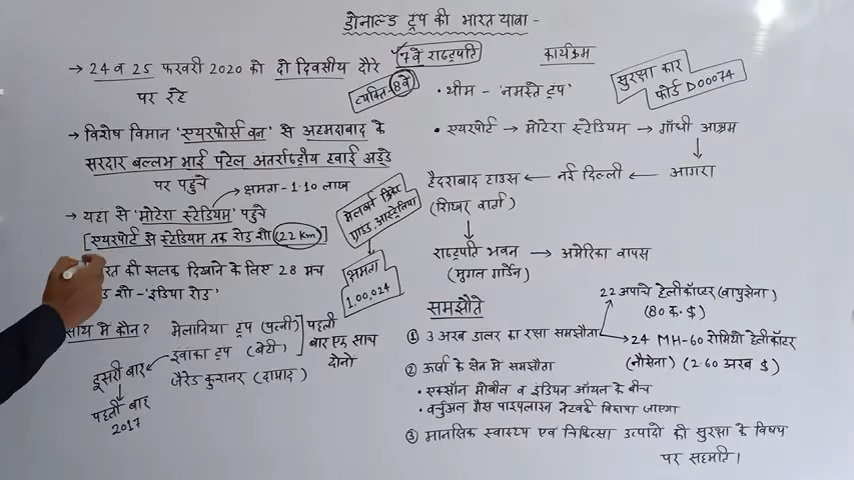 डोनाल्ड ट्रंप की भारत यात्रा -
→ 24 व 25 फरवरी 2020 को दो दिवसीय दौरे
पर रहे
7वें राष्ट्रपति
व्यक्ति - 8वें
→ विशेष विमान 'एयरफोर्स वन' से अहमदाबाद के
सरदार बल्लभ भाई पटेल अंतर्राष्ट्रीय हवाई अड्डे
पर पहुंचे
→ क्षमता - 1.10 लाख
→ यहां से 'मोटेरा स्टेडियम' पहुंचे
[एयरपोर्ट से स्टेडियम तक रोड शो (22 Km)]
की झलक दिखाने के लिए 28 मंच
शो - 'इंडिया रोड'
मेलबर्न क्रिकेट
ग्राउंड, आस्ट्रेलिया
क्षमता
1,00,024
साथ में कौन? मेलानिया ट्रंप (पत्नी)
इवांका ट्रंप (बेटी)
जैरेड कुशनर (दामाद)
पहली
बार एक साथ
दोनो
दूसरी बार
पहली बार
2017
कार्यक्रम
• थीम - 'नमस्ते ट्रंप'
सुरक्षा कार
फोर्ड D00074
• एयरपोर्ट → मोटेरा स्टेडियम → गाँधी आश्रम
हैदराबाद हाउस ← नई दिल्ली ← आगरा
(शिखर वार्ता)
राष्ट्रपति भवन → अमेरिका वापस
(मुगल गार्डन)
समझौते
① 3 अरब डालर का रक्षा समझौता
22 अपाचे हेलीकॉप्टर (वायुसेना)
(80 क. $)
24 MH-60 रोमियो हेलीकॉप्टर
(नौसेना) (2.60 अरब $)
② ऊर्जा के क्षेत्र में समझौता
• एक्सॉन मोबील व इंडियन ऑयल के बीच
• वर्चुअल गैस पाइपलाइन नेटवर्क विकाया जाएगा
③ मानसिक स्वास्थ्य एवं चिकित्सा उत्पादो की सुरक्षा के विषय
पर सहमति।